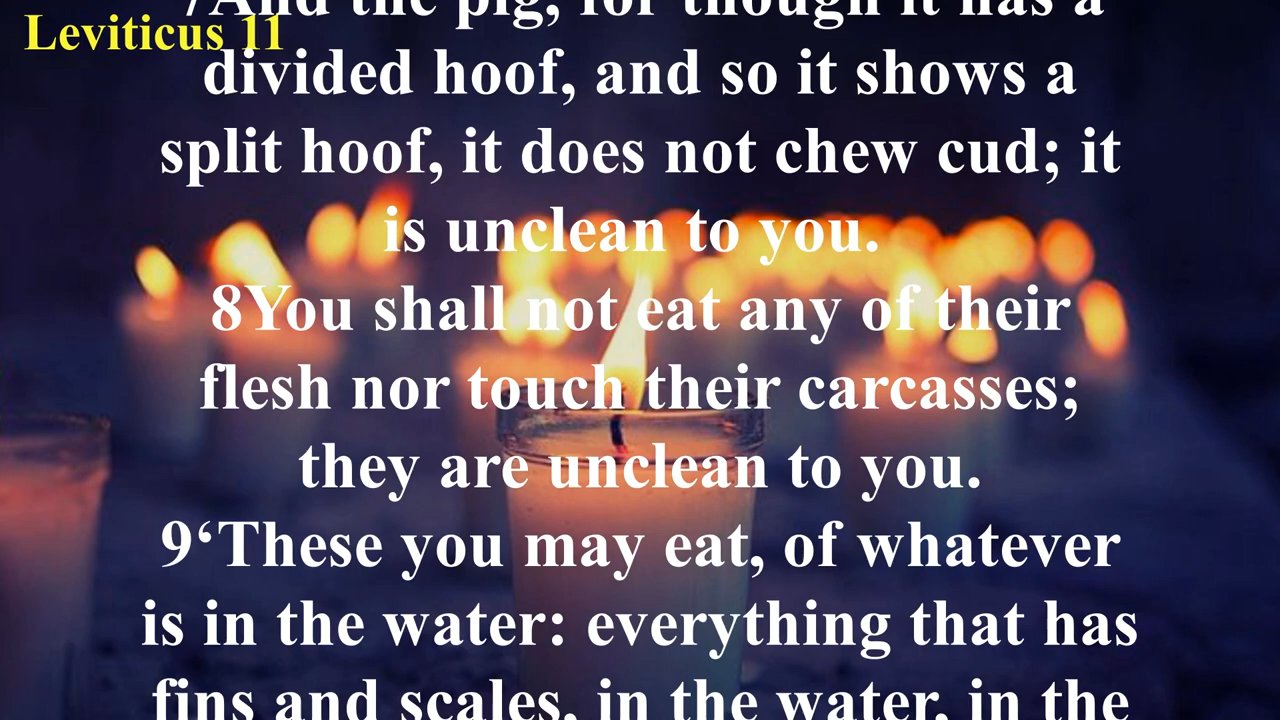 7And the pig, for though it has a
Leviticus 11
divided hoof, and so it shows a
split hoof, it does not chew cud; it
is unclean to you.
8You shall not eat any of their
flesh nor touch their carcasses;
they are unclean to you.
9‘These you may eat, of whatever
is in the water: everything that has
fins and scales, in the water, in the